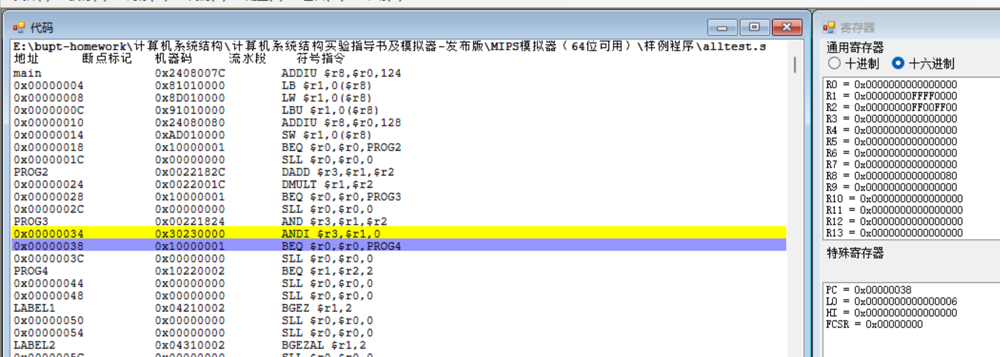 代码
E:\bupt-homework\计算机系统结构\计算机系统结构实验指导书及模拟器-发布版\MIPS模拟器（64位可用）\样例程序\alltest.s
地址 断点标记 机器码 流水段 符号指令
main 0x2408007C ADDIU $r8,$r0,124
0x00000004 0x81010000 LB $r1,0($r8)
0x00000008 0x8D010000 LW $r1,0($r8)
0x0000000C 0x91010000 LBU $r1,0($r8)
0x00000010 0x24080080 ADDIU $r8,$r0,128
0x00000014 0xAD010000 SW $r1,0($r8)
0x00000018 0x10000001 BEQ $r0,$r0,PROG2
0x0000001C 0x00000000 SLL $r0,$r0,0
PROG2 0x0022182C DADD $r3,$r1,$r2
0x00000024 0x0022001C DMULT $r1,$r2
0x00000028 0x10000001 BEQ $r0,$r0,PROG3
0x0000002C 0x00000000 SLL $r0,$r0,0
PROG3 0x00221824 AND $r3,$r1,$r2
0x00000034 0x30230000 ANDI $r3,$r1,0
0x00000038 0x10000001 BEQ $r0,$r0,PROG4
0x0000003C 0x00000000 SLL $r0,$r0,0
PROG4 0x10220002 BEQ $r1,$r2,2
0x00000044 0x00000000 SLL $r0,$r0,0
0x00000048 0x00000000 SLL $r0,$r0,0
LABEL1 0x04210002 BGEZ $r1,2
0x00000050 0x00000000 SLL $r0,$r0,0
0x00000054 0x00000000 SLL $r0,$r0,0
LABEL2 0x04310002 BGEZAL $r1,2
0x0000005C 0x00000000 SLL $r0,$r0,0
寄存器
通用寄存器
十进制 十六进制
R0 = 0x0000000000000000
R1 = 0x00000000FFFF0000
R2 = 0x00000000FF00FF00
R3 = 0x0000000000000000
R4 = 0x0000000000000000
R5 = 0x0000000000000000
R6 = 0x0000000000000000
R7 = 0x0000000000000000
R8 = 0x0000000000000080
R9 = 0x0000000000000000
R10 = 0x0000000000000000
R11 = 0x0000000000000000
R12 = 0x0000000000000000
R13 = 0x0000000000000000
特殊寄存器
PC = 0x00000038
LO = 0x0000000000000006
HI = 0x0000000000000000
FCSR = 0x00000000